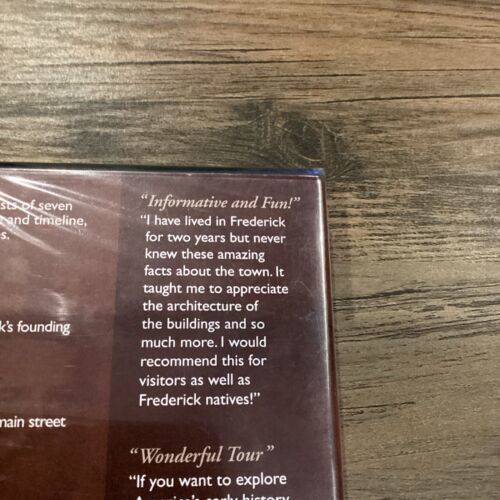 of seven
and timeline,
k's founding
main street
"Informative and Fun!"
"I have lived in Frederick
for two years but never
knew these amazing
facts about the town. It
taught me to appreciate
the architecture of
the buildings and so
much more. I would
recommend this for
visitors as well as
Frederick natives!"
"Wonderful Tour"
"If you want to explore
America's early history